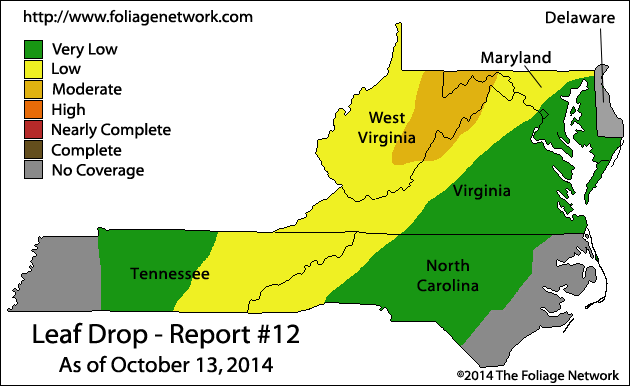 http://www.foliagenetwork.com
Delaware
Very Low
Low
Moderate
High
Nearly Complete
Complete
No Coverage
Maryland
West
Virginia
Virginia
Tennessee
North
Carolina
Leaf Drop - Report #12
As of October 13, 2014
©2014 The Foliage Network